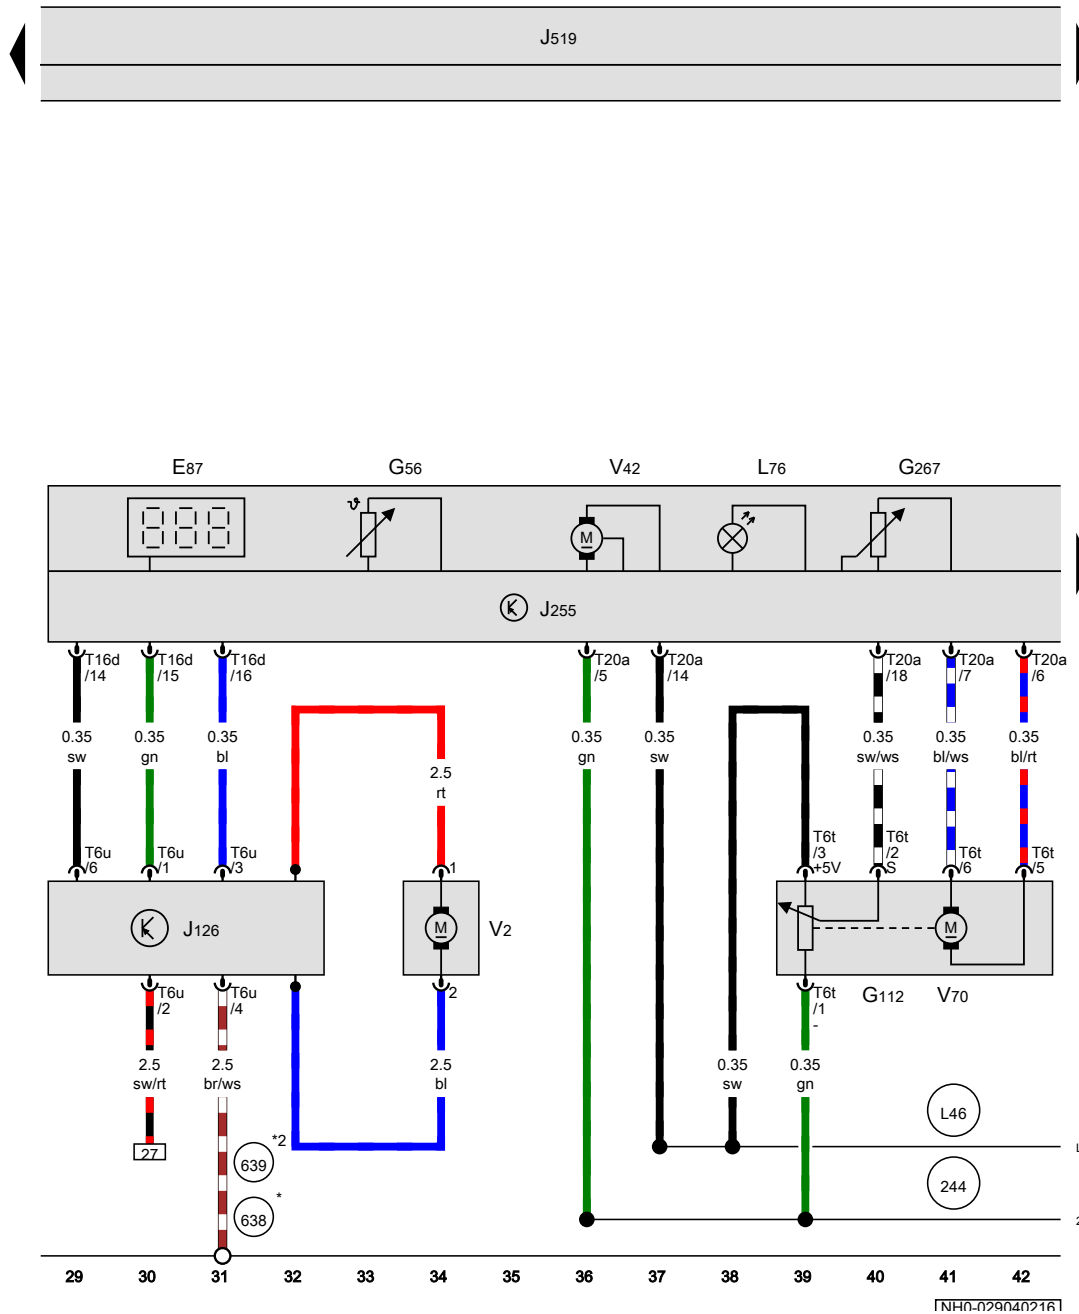 J519
E87 G56 V42 L76 G267
J255
T16d /14
T16d /15
T16d /16
T20a /5
T20a /14
T20a /18
T20a /7
T20a /6
0.35 sw
0.35 gn
0.35 bl
2.5 rt
0.35 gn
0.35 sw
0.35 sw/ws
0.35 bl/ws
0.35 bl/rt
T6u /6
T6u /1
T6u /3
1
T6t /3 +5V
T6t /2 S
T6t /6
T6t /5
J126
M
V2
M
M
T6u /2
T6u /4
2
T6t /1 -
G112 V70
2.5 sw/rt
2.5 br/ws
2.5 bl
0.35 sw
0.35 gn
L46
27
*2
639
244
*
638
29 30 31 32 33 34 35 36 37 38 39 40 41 42
NH0-029040216